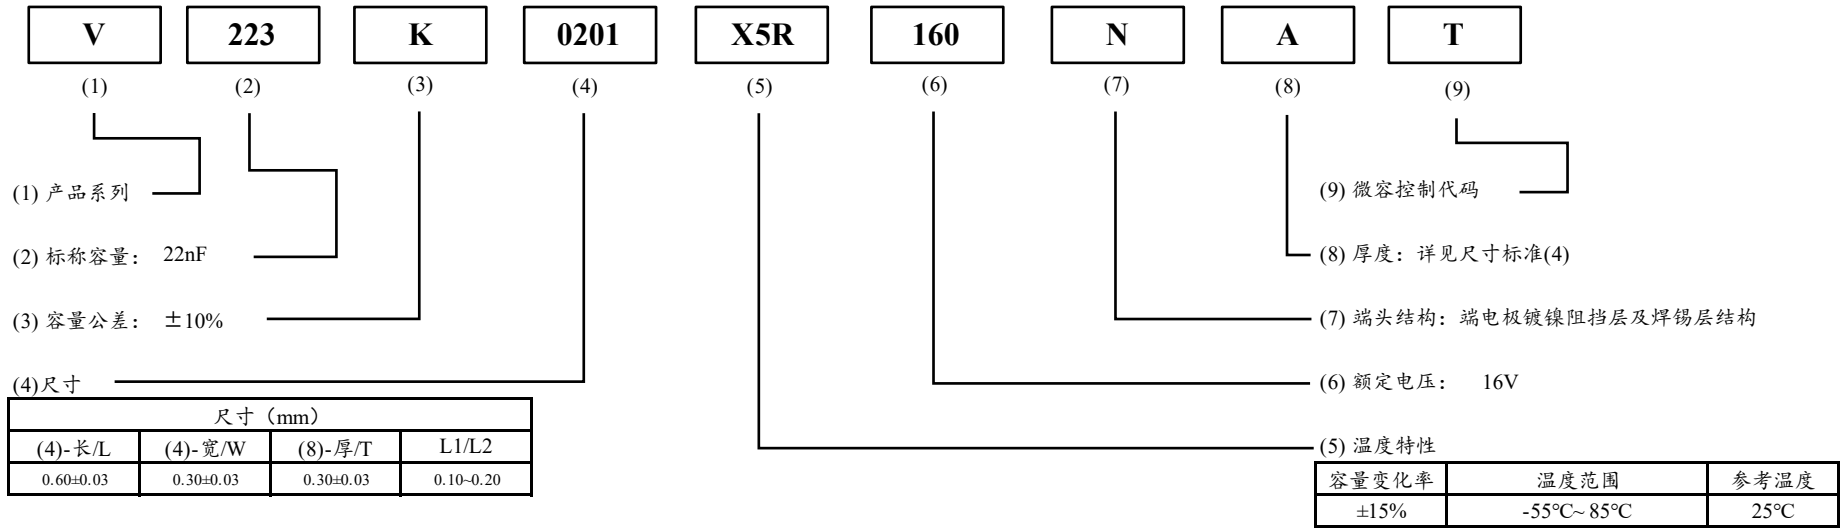 V 223 K 0201 X5R 160 N A T
(1) (2) (3) (4) (5) (6) (7) (8) (9)
(1) 产品系列
(9) 微容控制代码
(2) 标称容量： 22nF
(8) 厚度：详见尺寸标准(4)
(3) 容量公差： ±10%
(7) 端头结构：端电极镀镍阻挡层及焊锡层结构
(4)尺寸
(6) 额定电压： 16V
尺寸（mm）
(4)-长/L (4)-宽/W (8)-厚/T L1/L2
0.60±0.03 0.30±0.03 0.30±0.03 0.10~0.20
(5) 温度特性
容量变化率 温度范围 参考温度
±15% -55℃~ 85℃ 25℃